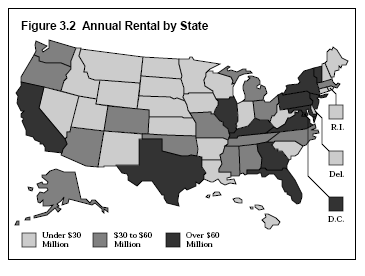 Figure 3.2 Annual Rental by State
R.I.
Del.
D.C.
Under $30
Million
$30 to $60
Million
Over $60
Million